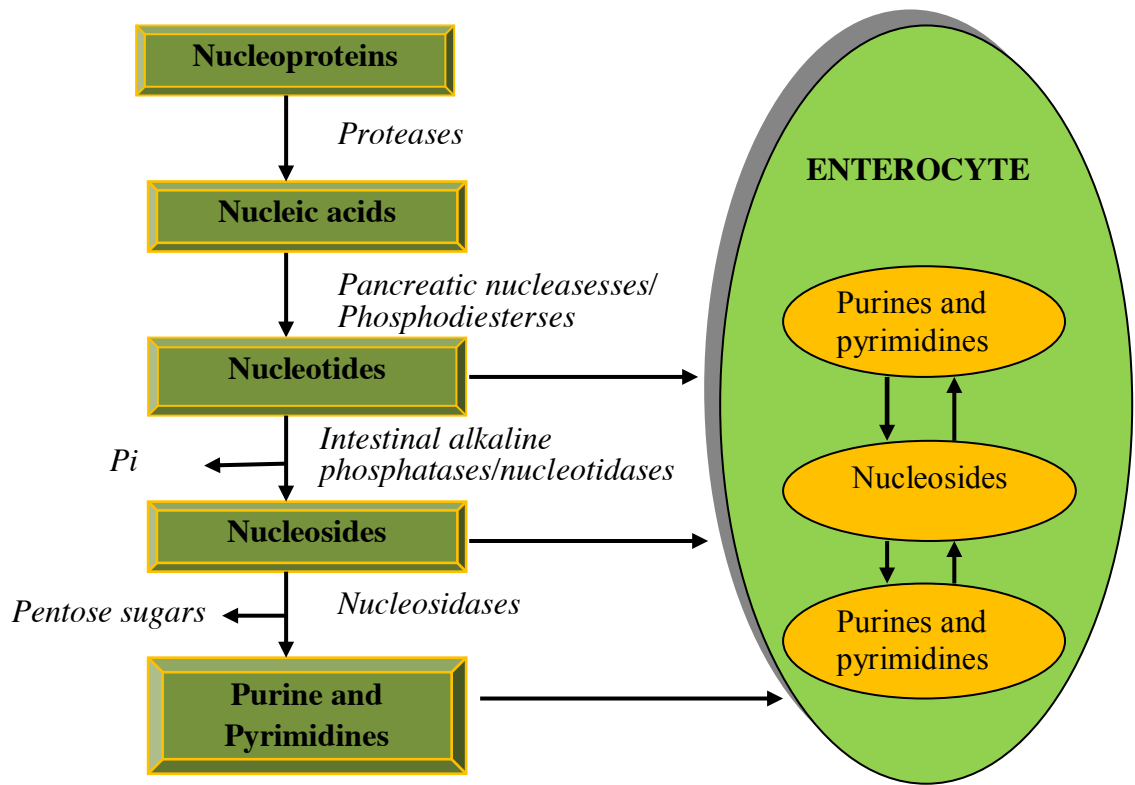 Nucleoproteins
Proteases
Nucleic acids
Pancreatic nucleasesses/
Phosphodiesterses
Nucleotides
Pi
Intestinal alkaline
phosphatases/nucleotidases
Nucleosides
Pentose sugars
Nucleosidases
Purine and
Pyrimidines
ENTEROCYTE
Purines and
pyrimidines
Nucleosides
Purines and
pyrimidines